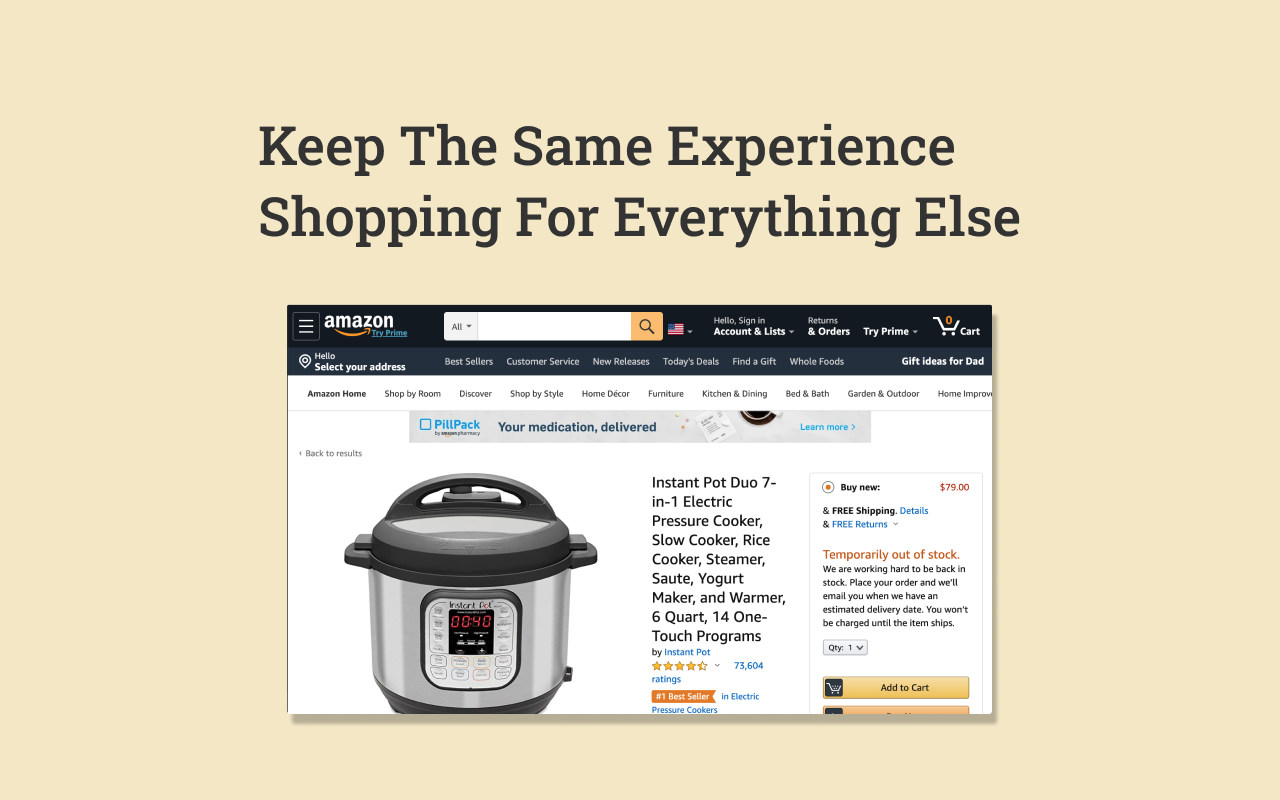 Keep The Same Experience
Shopping For Everything Else
amazon
Try Prime
All
Hello, Sign in
Account & Lists
Returns
& Orders
Try Prime
0
Cart
Hello
Select your address
Best Sellers Customer Service New Releases Today's Deals Find a Gift Whole Foods
Gift ideas for Dad
Amazon Home Shop by Room Discover Shop by Style Home Décor Furniture Kitchen & Dining Bed & Bath Garden & Outdoor Home Improve
PillPack
by amazon pharmacy
Your medication, delivered
Learn more >
‹ Back to results
Instant Pot
00:40
Instant Pot Duo 7-
in-1 Electric
Pressure Cooker,
Slow Cooker, Rice
Cooker, Steamer,
Saute, Yogurt
Maker, and Warmer,
6 Quart, 14 One-
Touch Programs
by Instant Pot
73,604
ratings
#1 Best Seller in Electric
Pressure Cookers
Buy new: $79.00
& FREE Shipping. Details
& FREE Returns
Temporarily out of stock.
We are working hard to be back in
stock. Place your order and we'll
email you when we have an
estimated delivery date. You won't
be charged until the item ships.
Qty: 1
Add to Cart